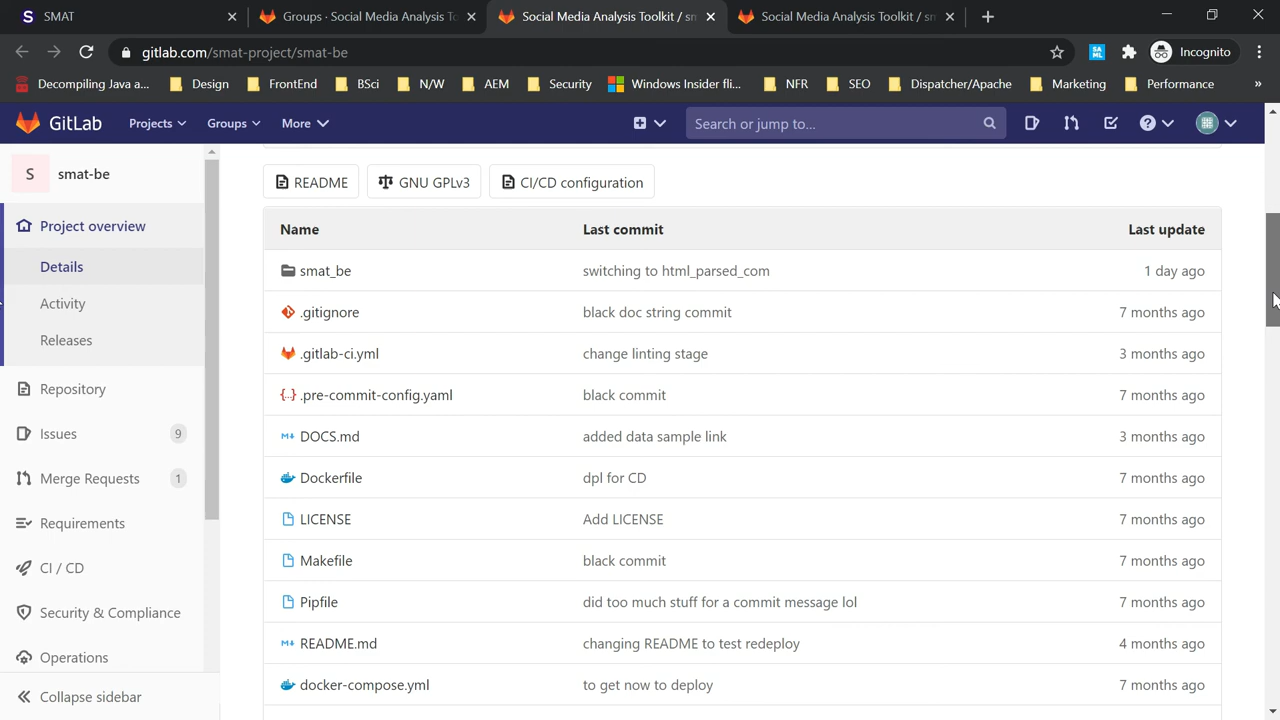 S SMAT
Groups · Social Media Analysis To
Social Media Analysis Toolkit / sm
Social Media Analysis Toolkit / sm
gitlab.com/smat-project/smat-be
SAML
Incognito
Decompiling Java a...
Design
FrontEnd
BSci
N/W
AEM
Security
Windows Insider fli...
NFR
SEO
Dispatcher/Apache
Marketing
Performance
»
GitLab
Projects
Groups
More
Search or jump to...
S smat-be
Project overview
Details
Activity
Releases
Repository
Issues 9
Merge Requests 1
Requirements
CI / CD
Security & Compliance
Operations
Collapse sidebar
README
GNU GPLv3
CI/CD configuration
Name Last commit Last update
smat_be switching to html_parsed_com 1 day ago
.gitignore black doc string commit 7 months ago
.gitlab-ci.yml change linting stage 3 months ago
.pre-commit-config.yaml black commit 7 months ago
DOCS.md added data sample link 3 months ago
Dockerfile dpl for CD 7 months ago
LICENSE Add LICENSE 7 months ago
Makefile black commit 7 months ago
Pipfile did too much stuff for a commit message lol 7 months ago
README.md changing README to test redeploy 4 months ago
docker-compose.yml to get now to deploy 7 months ago